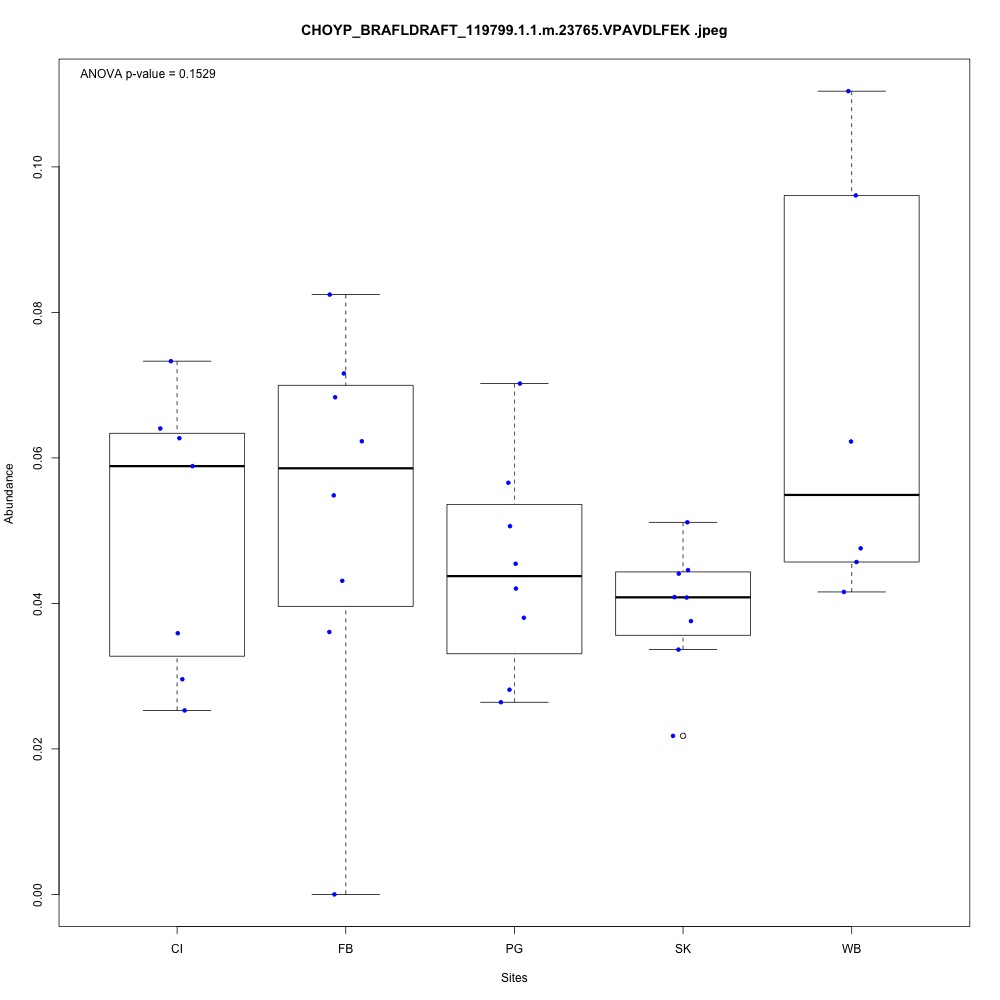 CHOYP_BRAFLDRAFT_119799.1.1.m.23765.VPAVDLFEK .jpeg
ANOVA p-value = 0.1529
0.10
0.08
0.06
0.04
0.02
0.00
Abundance
CI FB PG SK WB
Sites